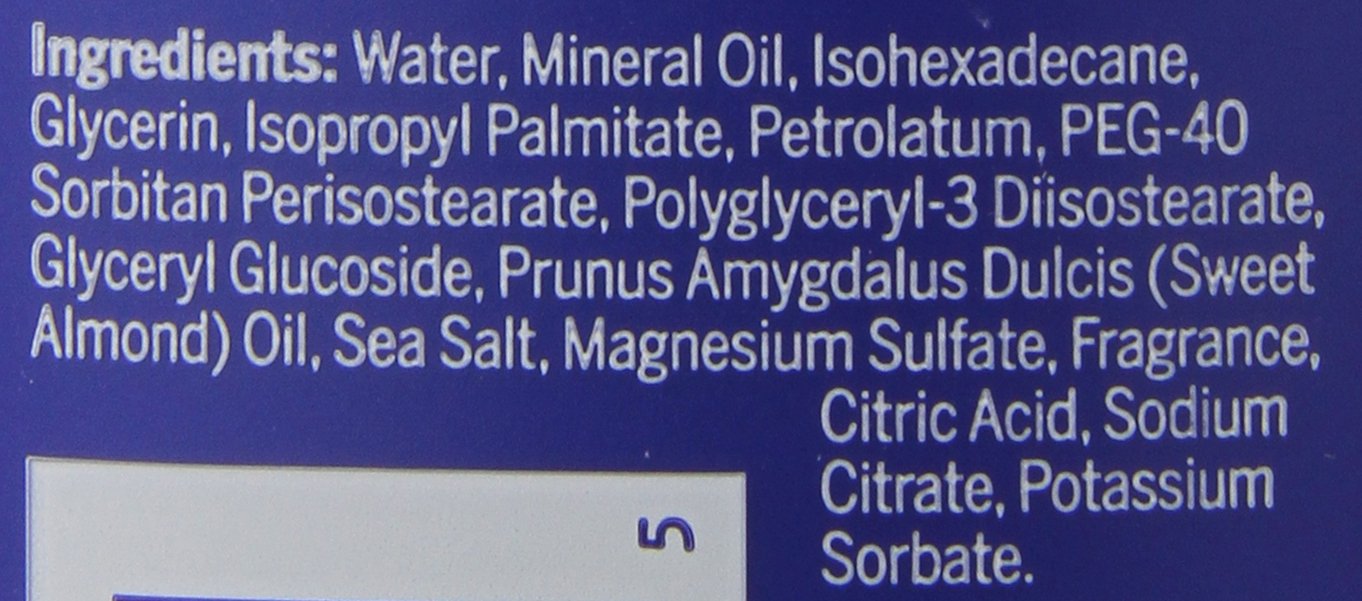 Ingredients: Water, Mineral Oil, Isohexadecane,
Glycerin, Isopropyl Palmitate, Petrolatum, PEG-40
Sorbitan Perisostearate, Polyglyceryl-3 Diisostearate,
Glyceryl Glucoside, Prunus Amygdalus Dulcis (Sweet
Almond) Oil, Sea Salt, Magnesium Sulfate, Fragrance,
Citric Acid, Sodium
Citrate, Potassium
Sorbate.
5